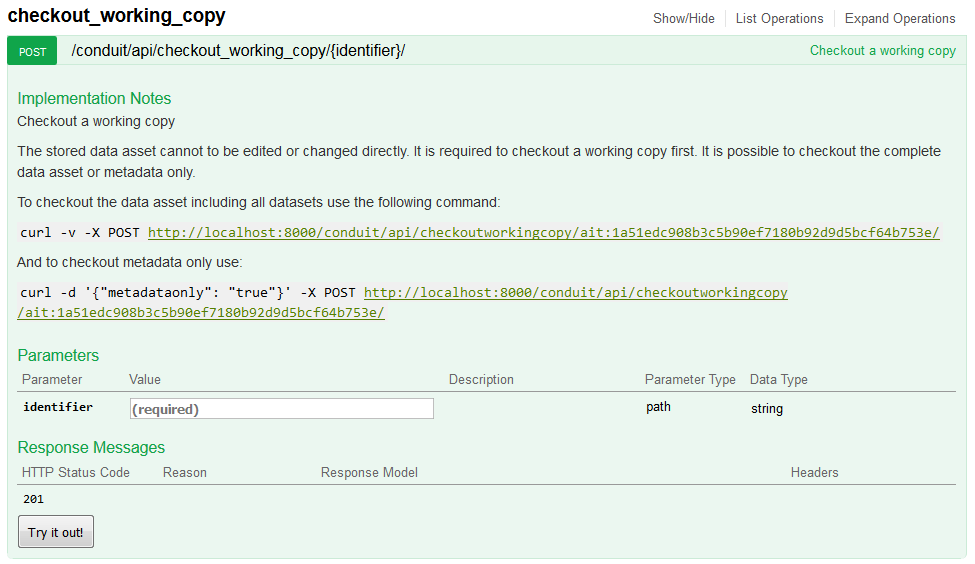 checkout_working_copy
Show/Hide List Operations Expand Operations
POST /conduit/api/checkout_working_copy/{identifier}/ Checkout a working copy
Implementation Notes
Checkout a working copy
The stored data asset cannot to be edited or changed directly. It is required to checkout a working copy first. It is possible to checkout the complete
data asset or metadata only.
To checkout the data asset including all datasets use the following command:
curl -v -X POST http://localhost:8000/conduit/api/checkoutworkingcopy/ait:1a51edc908b3c5b90ef7180b92d9d5bcf64b753e/
And to checkout metadata only use:
curl -d '{"metadataonly": "true"}' -X POST http://localhost:8000/conduit/api/checkoutworkingcopy
/ait:1a51edc908b3c5b90ef7180b92d9d5bcf64b753e/
Parameters
Parameter Value Description Parameter Type Data Type
identifier (required) path string
Response Messages
HTTP Status Code Reason Response Model Headers
201
Try it out!